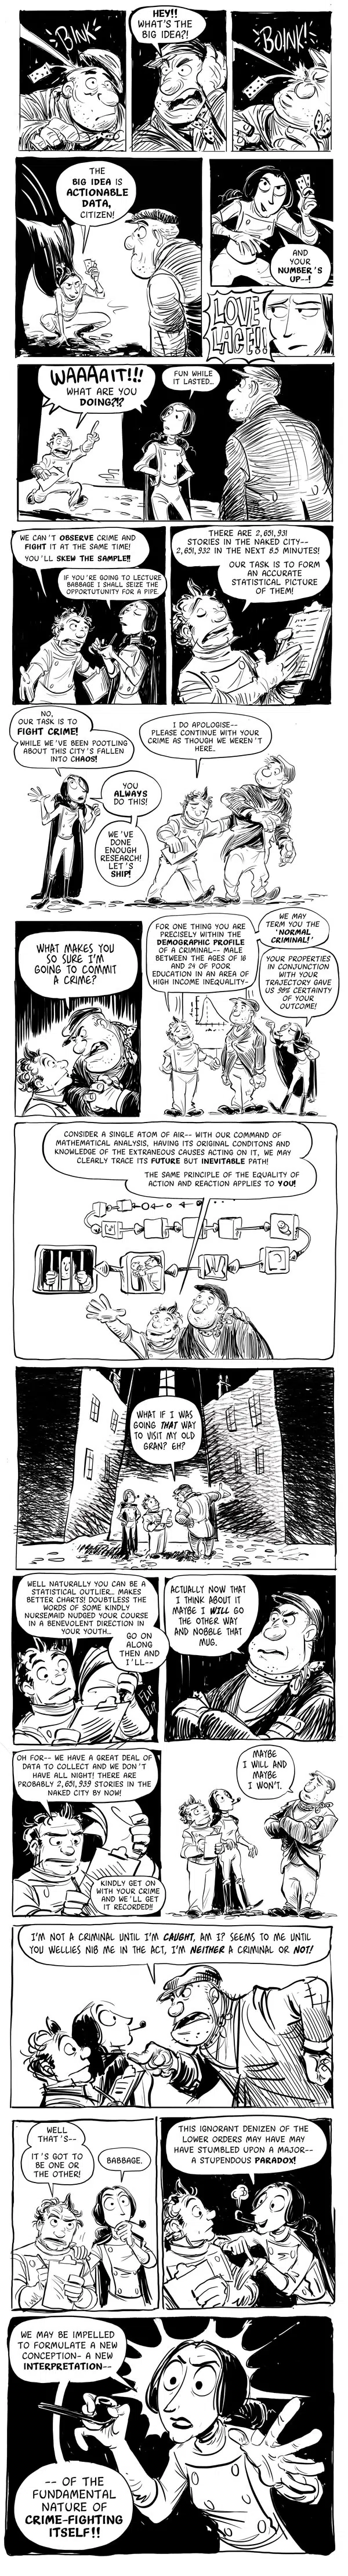 BINK
HEY!!
WHAT'S THE
BIG IDEA?!
BOINK!
THE
BIG IDEA IS
ACTIONABLE
DATA,
CITIZEN!
AND
YOUR
NUMBER'S
UP--!
LOVE
LACE!!
WAAAAIT!!!
WHAT ARE YOU
DOING?!?
FUN WHILE
IT LASTED...
WE CAN'T OBSERVE CRIME AND
FIGHT IT AT THE SAME TIME!
YOU'LL SKEW THE SAMPLE!!
IF YOU'RE GOING TO LECTURE
BABBAGE I SHALL SEIZE THE
OPPORTUTUNITY FOR A PIPE.
THERE ARE 2,651,931
STORIES IN THE NAKED CITY--
2,651,932 IN THE NEXT 8.5 MINUTES!
OUR TASK IS TO FORM
AN ACCURATE
STATISTICAL PICTURE
OF THEM!
NO,
OUR TASK IS TO
FIGHT CRIME!
WHILE WE'VE BEEN POOTLING
ABOUT THIS CITY'S FALLEN
INTO CHAOS!
YOU
ALWAYS
DO THIS!
WE'VE
DONE
ENOUGH
RESEARCH!
LET'S
SHIP!
I DO APOLOGISE--
PLEASE CONTINUE WITH YOUR
CRIME AS THOUGH WE WEREN'T
HERE..
WHAT MAKES YOU
SO SURE I'M
GOING TO COMMIT
A CRIME?
FOR ONE THING YOU ARE
PRECISELY WITHIN THE
DEMOGRAPHIC PROFILE
OF A CRIMINAL-- MALE
BETWEEN THE AGES OF 16
AND 24 OF POOR
EDUCATION IN AN AREA OF
HIGH INCOME INEQUALITY-
WE MAY
TERM YOU THE
'NORMAL
CRIMINAL!'
YOUR PROPERTIES
IN CONJUNCTION
WITH YOUR
TRAJECTORY GAVE
US 98% CERTAINTY
OF YOUR
OUTCOME!
CONSIDER A SINGLE ATOM OF AIR-- WITH OUR COMMAND OF
MATHEMATICAL ANALYSIS, HAVING ITS ORIGINAL CONDITONS AND
KNOWLEDGE OF THE EXTRANEOUS CAUSES ACTING ON IT, WE MAY
CLEARLY TRACE ITS FUTURE BUT INEVITABLE PATH!
THE SAME PRINCIPLE OF THE EQUALITY OF
ACTION AND REACTION APPLIES TO YOU!
WHAT IF I WAS
GOING THAT WAY
TO VISIT MY OLD
GRAN? EH?
WELL NATURALLY YOU CAN BE A
STATISTICAL OUTLIER.. MAKES
BETTER CHARTS! DOUBTLESS THE
WORDS OF SOME KINDLY
NURSEMAID NUDGED YOUR COURSE
IN A BENEVOLENT DIRECTION IN
YOUR YOUTH...
GO ON
ALONG
THEN AND
I'LL--
FLIP
FLIP
ACTUALLY NOW THAT
I THINK ABOUT IT
MAYBE I WILL GO
THE OTHER WAY
AND NOBBLE THAT
MUG.
OH FOR-- WE HAVE A GREAT DEAL OF
DATA TO COLLECT AND WE DON'T
HAVE ALL NIGHT! THERE ARE
PROBABLY 2,651,939 STORIES IN THE
NAKED CITY BY NOW!
KINDLY GET ON
WITH YOUR CRIME
AND WE'LL GET
IT RECORDED!!
MAYBE
I WILL AND
MAYBE
I WON'T.
I'M NOT A CRIMINAL UNTIL I'M CAUGHT, AM I? SEEMS TO ME UNTIL
YOU WELLIES NIB ME IN THE ACT, I'M NEITHER A CRIMINAL OR NOT!
WELL
THAT'S--
IT'S GOT TO
BE ONE OR
THE OTHER!
BABBAGE.
THIS IGNORANT DENIZEN OF THE
LOWER ORDERS MAY HAVE MAY
HAVE STUMBLED UPON A MAJOR--
A STUPENDOUS PARADOX!
WE MAY BE IMPELLED
TO FORMULATE A NEW
CONCEPTION- A NEW
INTERPRETATION--
-- OF THE
FUNDAMENTAL
NATURE OF
CRIME-FIGHTING
ITSELF!!